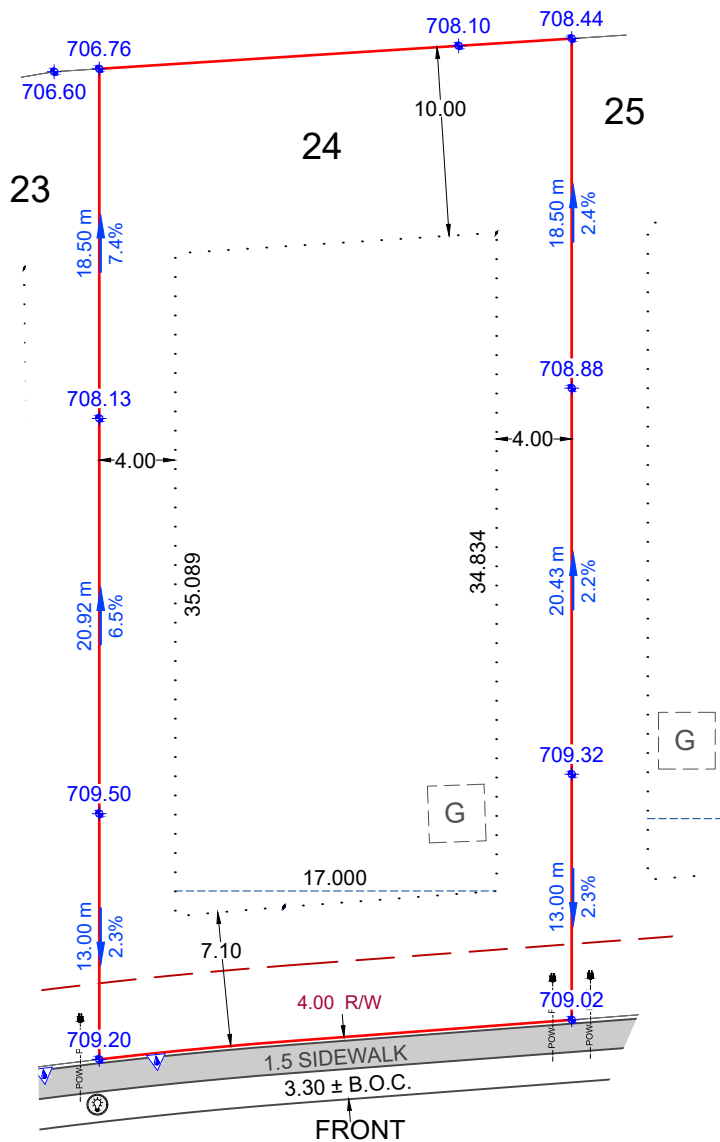 708.44
708.10
706.76
706.60
10.00
25
24
23
18.50 m
7.4%
18.50 m
2.4%
708.13
708.88
4.00
4.00
35.089
34.834
20.92 m
6.5%
20.43 m
2.2%
G
709.32
709.50
G
17.000
13.00 m
2.3%
13.00 m
2.3%
7.10
4.00 R/W
709.02
709.20
1.5 SIDEWALK
POW
POW
POW
3.30 ± B.O.C.
FRONT